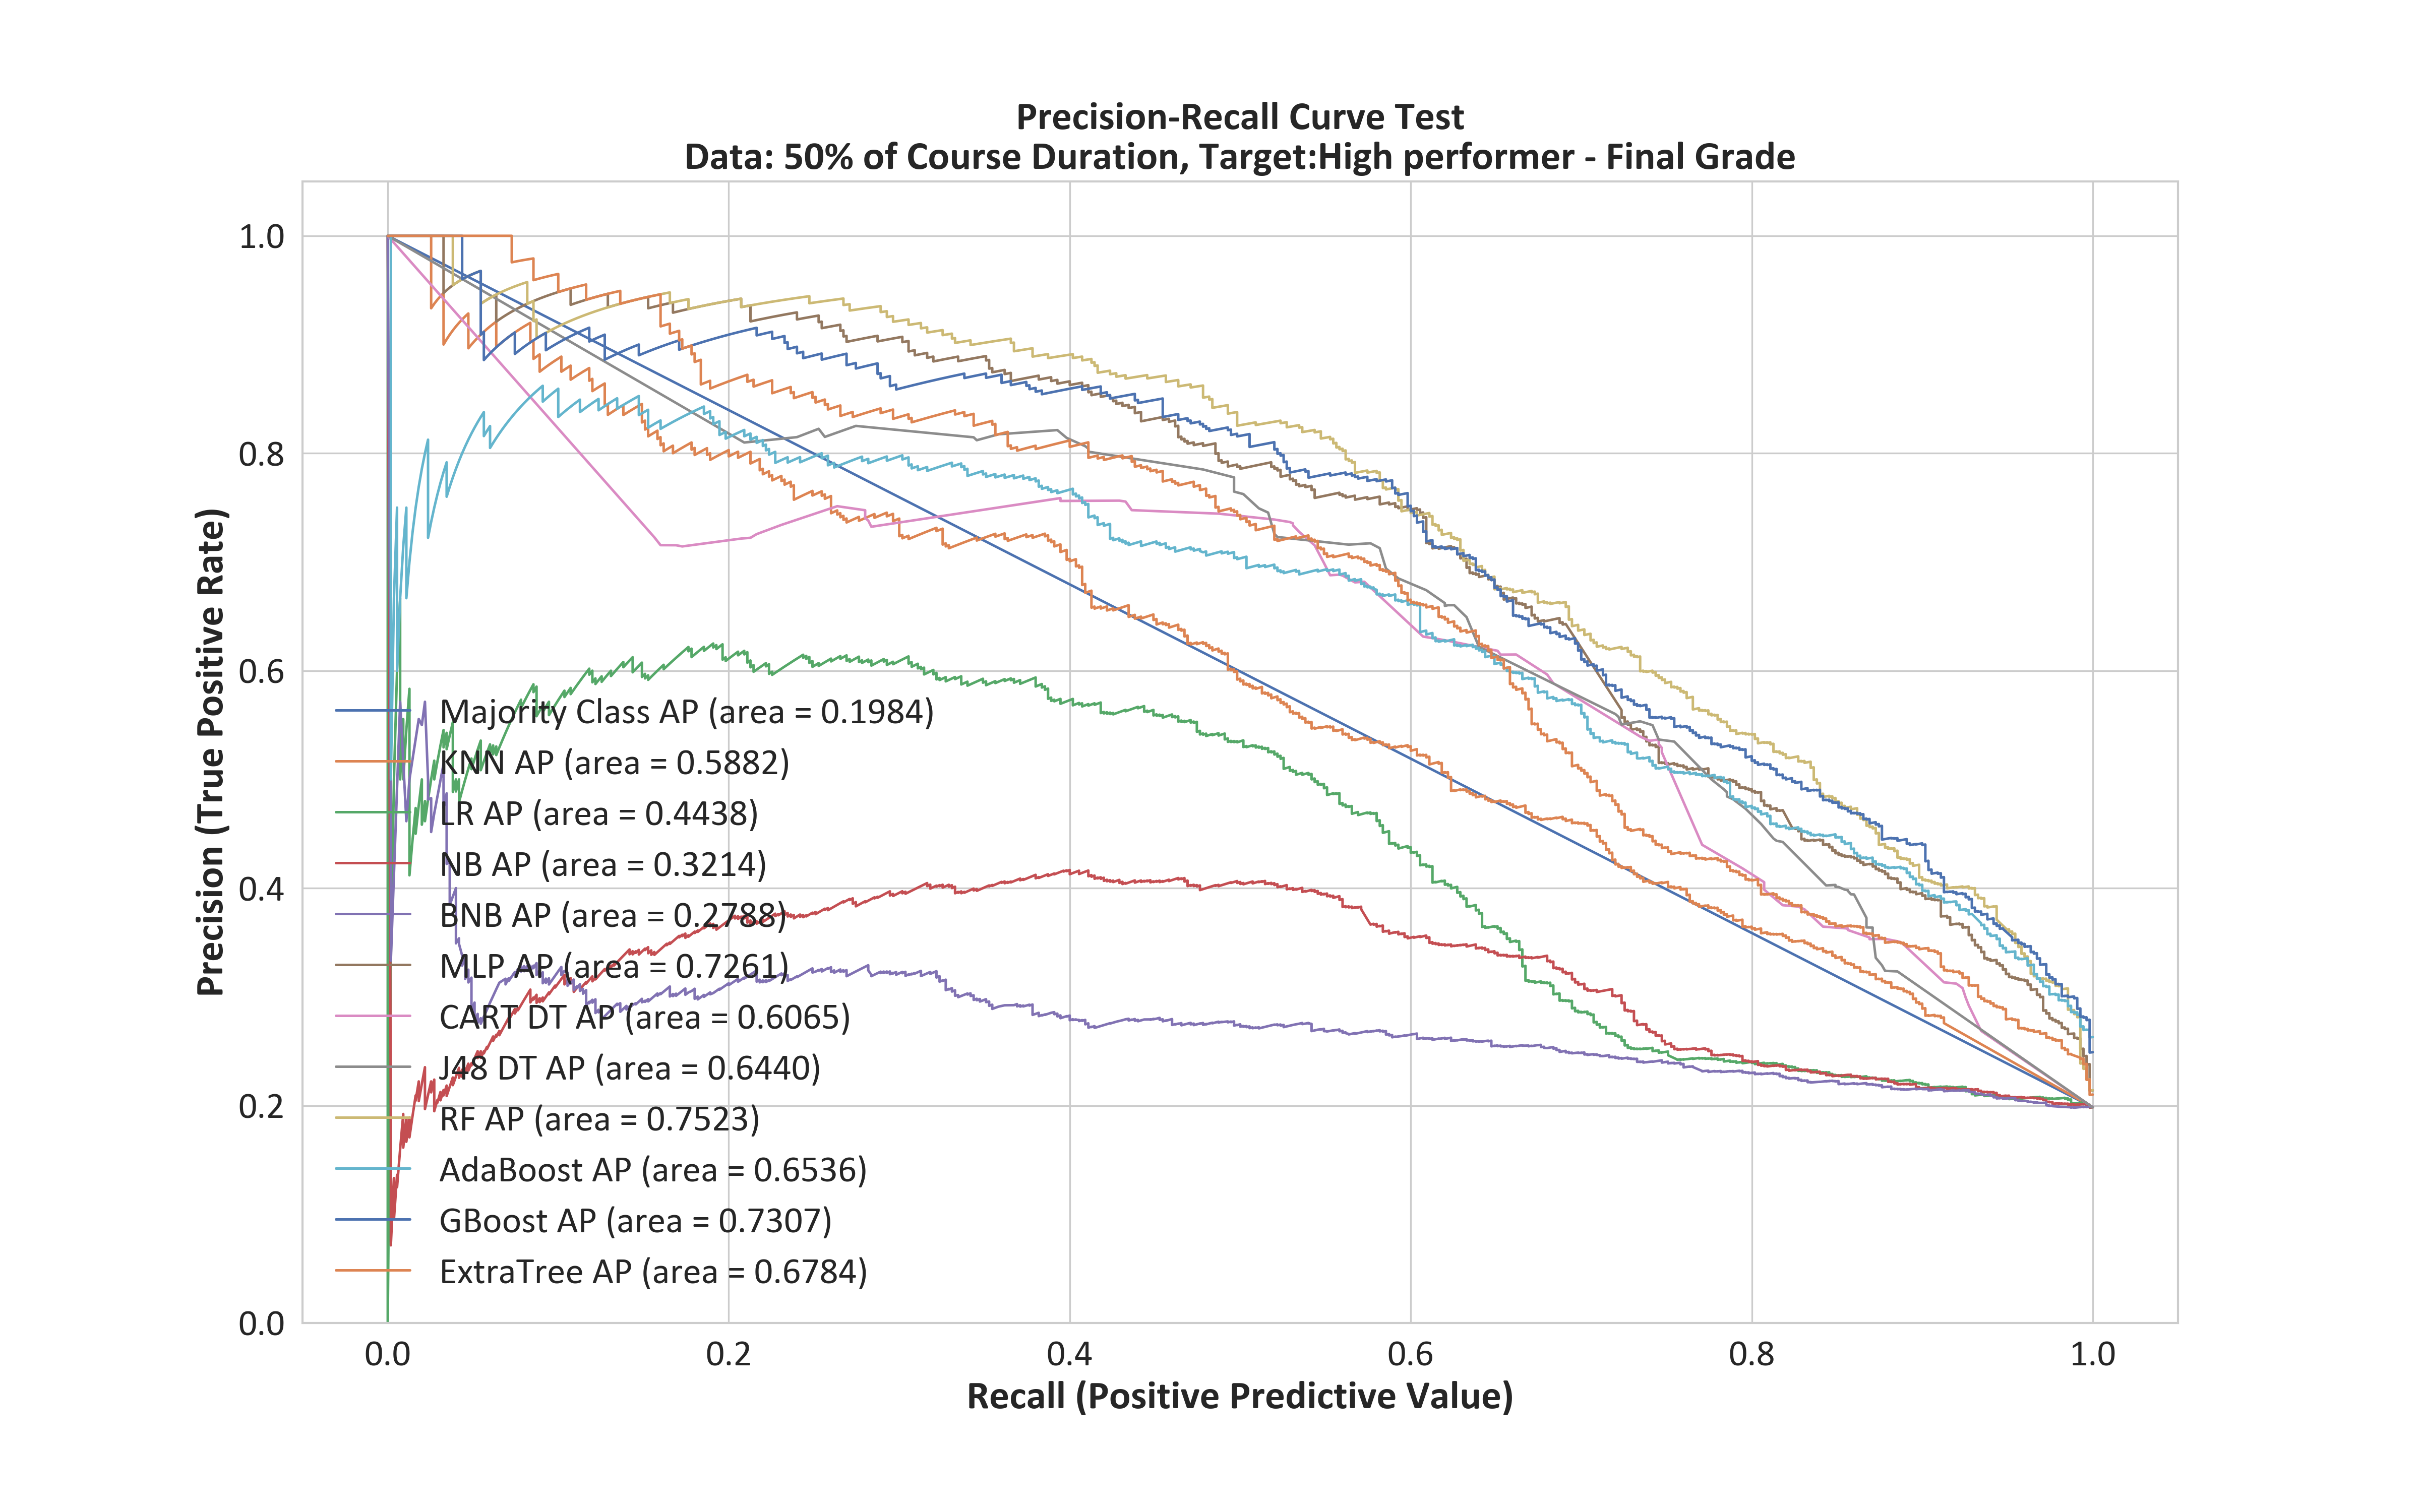 Precision-Recall Curve Test
Data: 50% of Course Duration, Target:High performer - Final Grade
Precision (True Positive Rate)
1.0
0.8
0.6
0.4
0.2
0.0
Majority Class AP (area = 0.1984)
KNN AP (area = 0.5882)
LR AP (area = 0.4438)
NB AP (area = 0.3214)
BNB AP (area = 0.2788)
MLP AP (area = 0.7261)
CART DT AP (area = 0.6065)
J48 DT AP (area = 0.6440)
RF AP (area = 0.7523)
AdaBoost AP (area = 0.6536)
GBoost AP (area = 0.7307)
ExtraTree AP (area = 0.6784)
0.0 0.2 0.4 0.6 0.8 1.0
Recall (Positive Predictive Value)